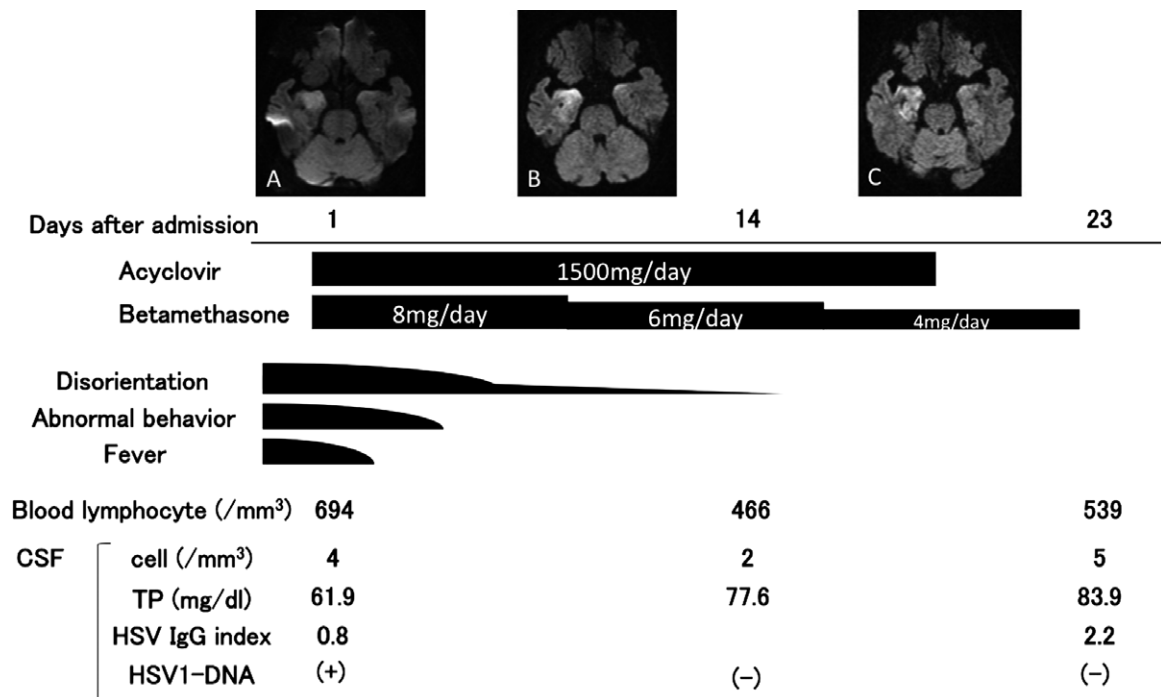 A B C
Days after admission 1 14 23
Acyclovir 1500mg/day
Betamethasone 8mg/day 6mg/day 4mg/day
Disorientation
Abnormal behavior
Fever
Blood lymphocyte (/mm³) 694 466 539
CSF cell (/mm³) 4 2 5
TP (mg/dl) 61.9 77.6 83.9
HSV IgG index 0.8 2.2
HSV1-DNA (+) (-) (-)